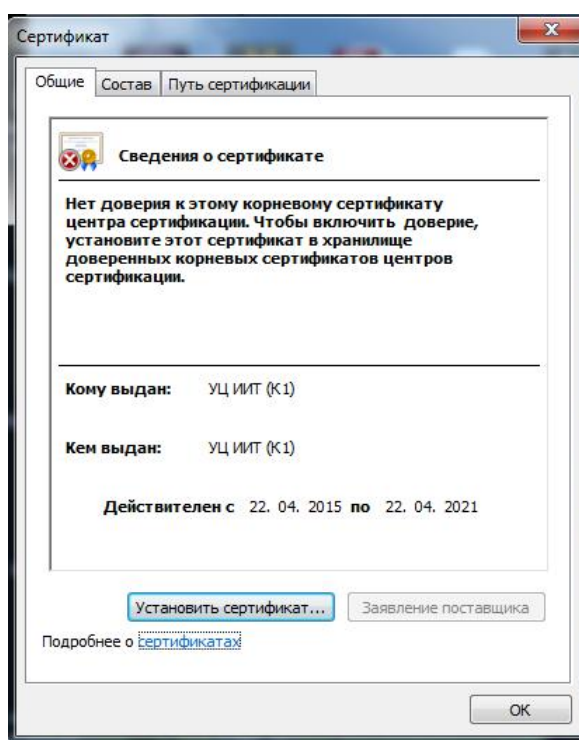 Сертификат
Общие Состав Путь сертификации
Сведения о сертификате
Нет доверия к этому корневому сертификату
центра сертификации. Чтобы включить доверие,
установите этот сертификат в хранилище
доверенных корневых сертификатов центров
сертификации.
Кому выдан: УЦ ИИТ (К1)
Кем выдан: УЦ ИИТ (К1)
Действителен с 22. 04. 2015 по 22. 04. 2021
Установить сертификат... Заявление поставщика
Подробнее о сертификатах
ОК